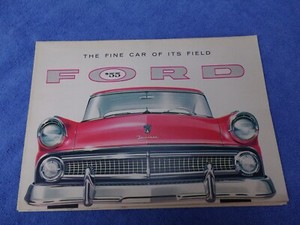 THE FINE CAR OF ITS FIELD
FORD
'55